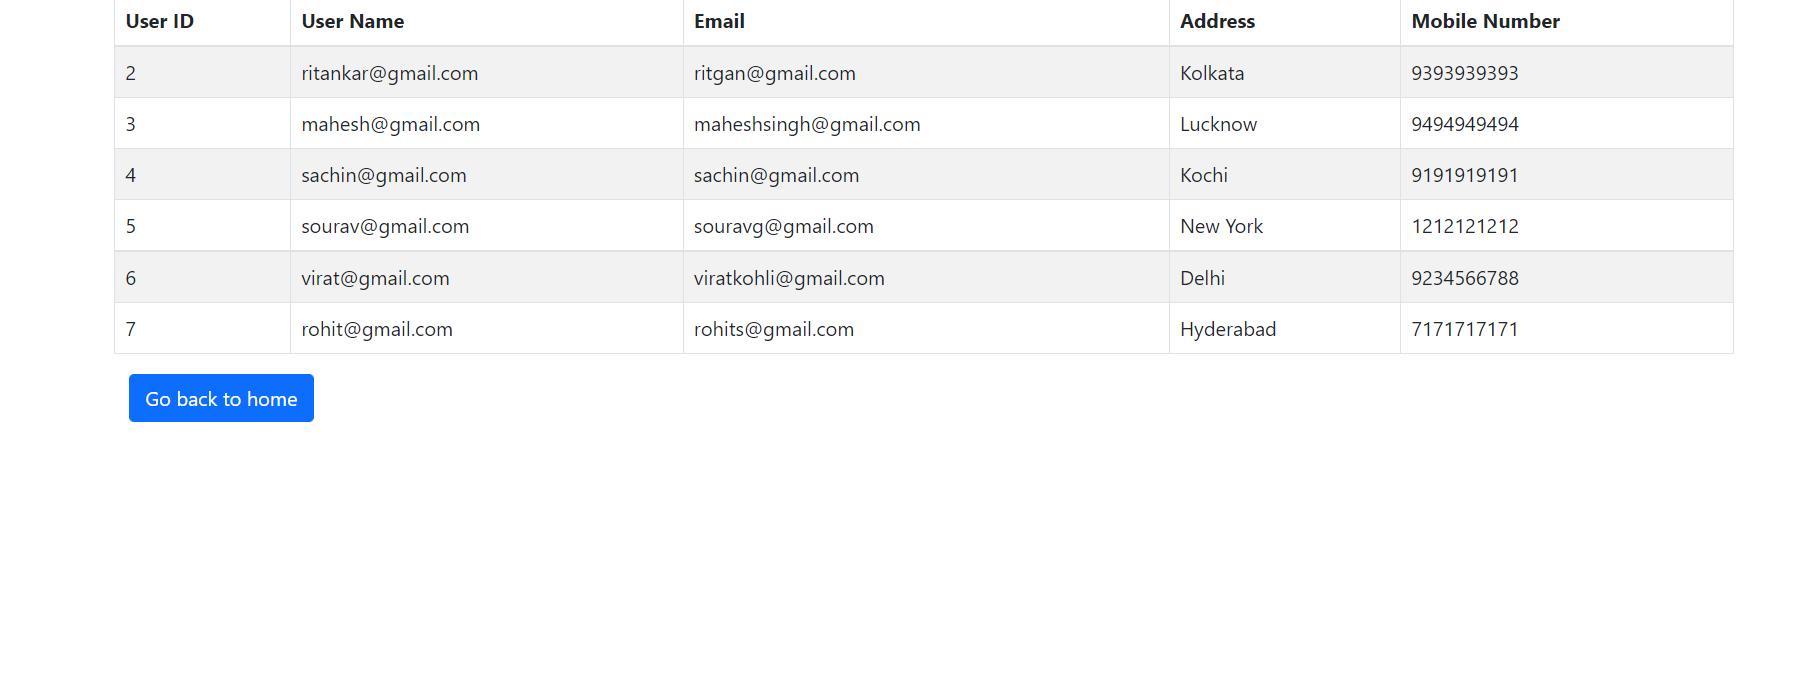 User ID User Name Email Address Mobile Number
2 ritankar@gmail.com ritgan@gmail.com Kolkata 9393939393
3 mahesh@gmail.com maheshsingh@gmail.com Lucknow 9494949494
4 sachin@gmail.com sachin@gmail.com Kochi 9191919191
5 sourav@gmail.com souravg@gmail.com New York 1212121212
6 virat@gmail.com viratkohli@gmail.com Delhi 9234566788
7 rohit@gmail.com rohits@gmail.com Hyderabad 7171717171
Go back to home